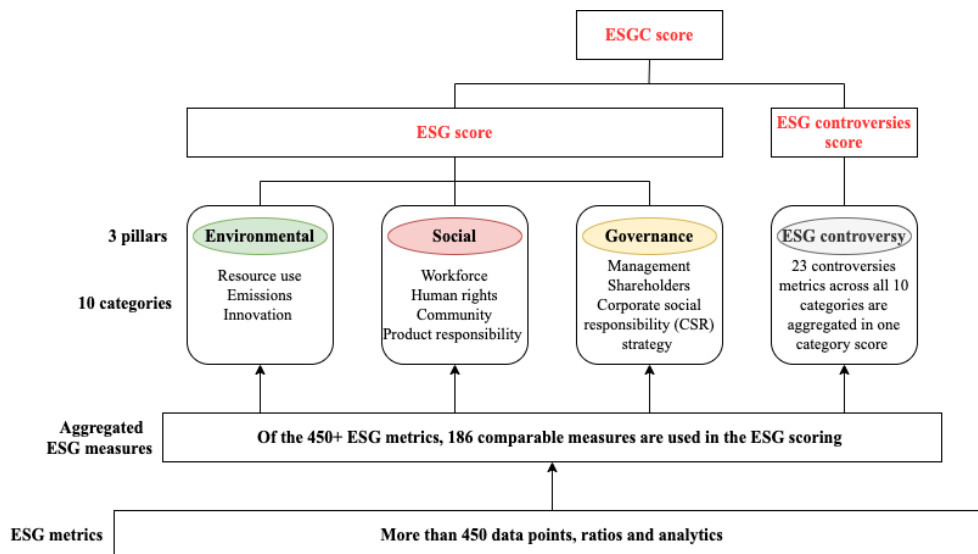 ESGC score
ESG score
ESG controversies
score
3 pillars
Environmental
Social
Governance
ESG controversy
10 categories
Resource use
Emissions
Innovation
Workforce
Human rights
Community
Product responsibility
Management
Shareholders
Corporate social
responsibility (CSR)
strategy
23 controversies
metrics across all 10
categories are
aggregated in one
category score
Aggregated
ESG measures
Of the 450+ ESG metrics, 186 comparable measures are used in the ESG scoring
ESG metrics
More than 450 data points, ratios and analytics